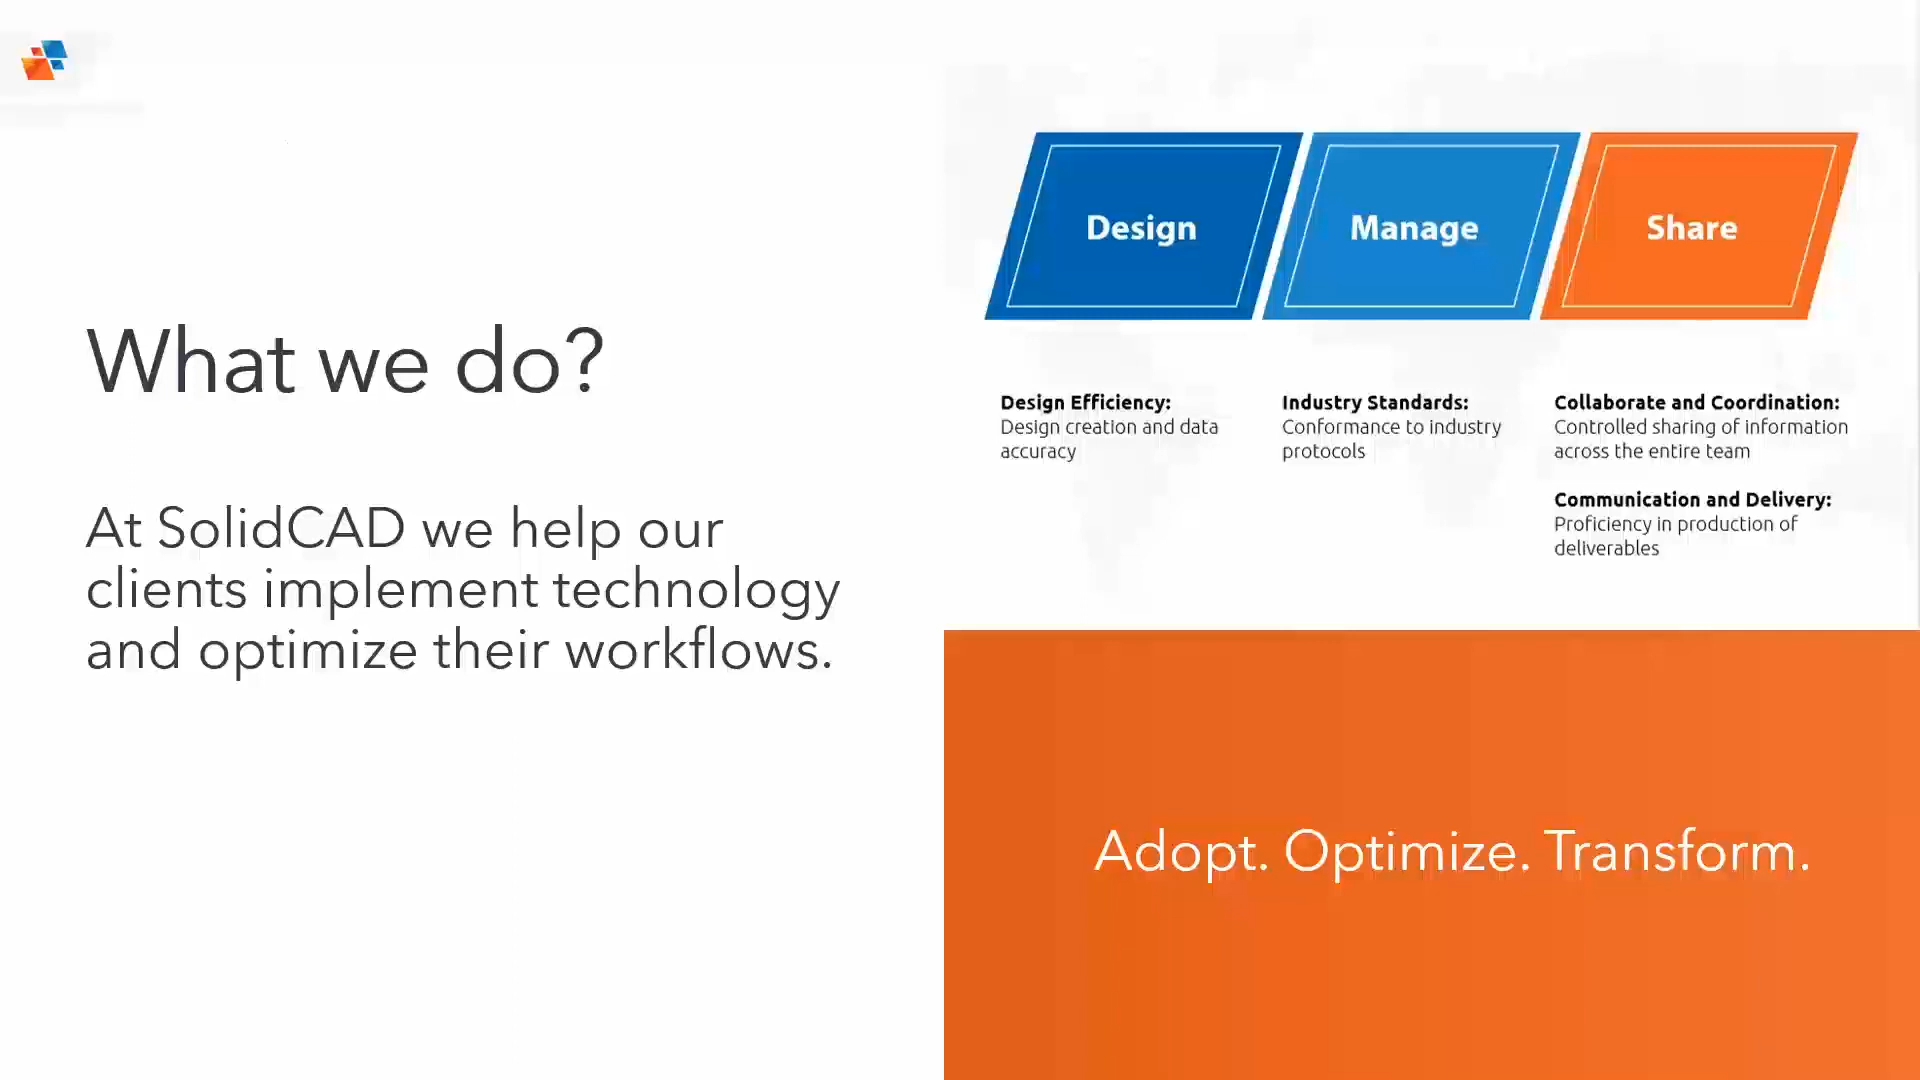 What we do?
At SolidCAD we help our
clients implement technology
and optimize their workflows.
Design
Manage
Share
Design Efficiency:
Design creation and data
accuracy
Industry Standards:
Conformance to industry
protocols
Collaborate and Coordination:
Controlled sharing of information
across the entire team
Communication and Delivery:
Proficiency in production of
deliverables
Adopt. Optimize. Transform.